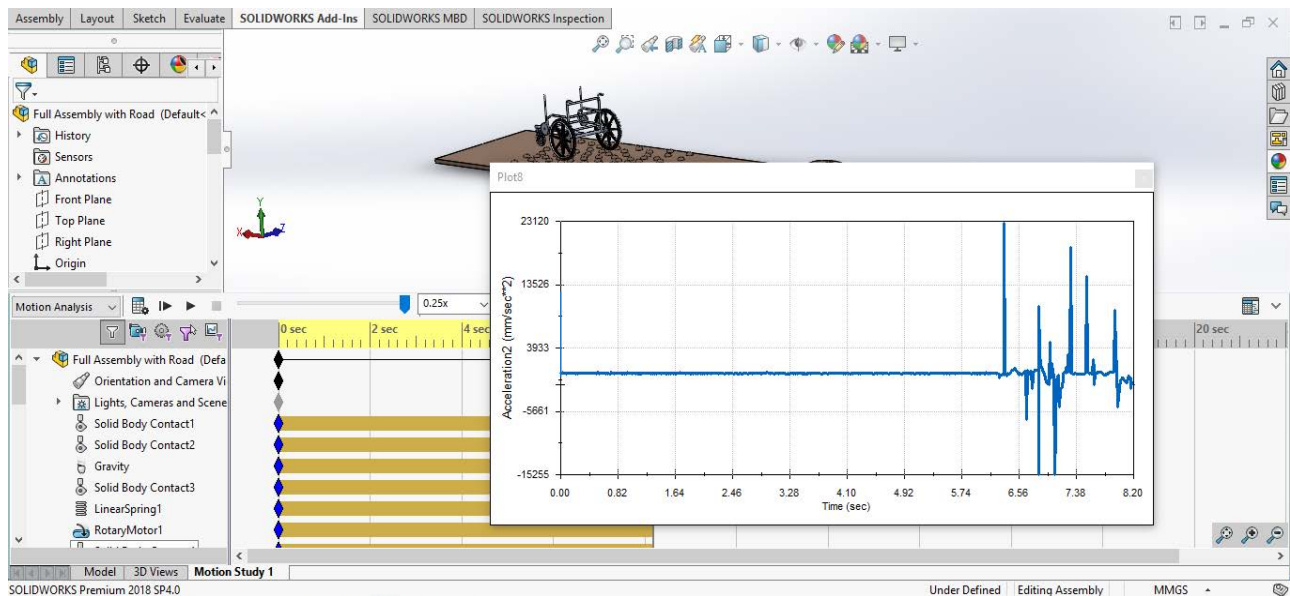 Assembly Layout Sketch Evaluate SOLIDWORKS Add-Ins SOLIDWORKS MBD SOLIDWORKS Inspection
Full Assembly with Road (Default<
History
Sensors
Annotations
Front Plane
Top Plane
Right Plane
Origin
Y
X
Z
Plot8
23120
13526
3933
-5661
-15255
Acceleration2 (mm/sec**2)
0.00 0.82 1.64 2.46 3.28 4.10 4.92 5.74 6.56 7.38 8.20
Time (sec)
Motion Analysis
0.25x
0 sec 2 sec 4 sec 20 sec
Full Assembly with Road (Defa
Orientation and Camera Vi
Lights, Cameras and Scene
Solid Body Contact1
Solid Body Contact2
Gravity
Solid Body Contact3
LinearSpring1
RotaryMotor1
Model 3D Views Motion Study 1
SOLIDWORKS Premium 2018 SP4.0 Under Defined Editing Assembly MMGS